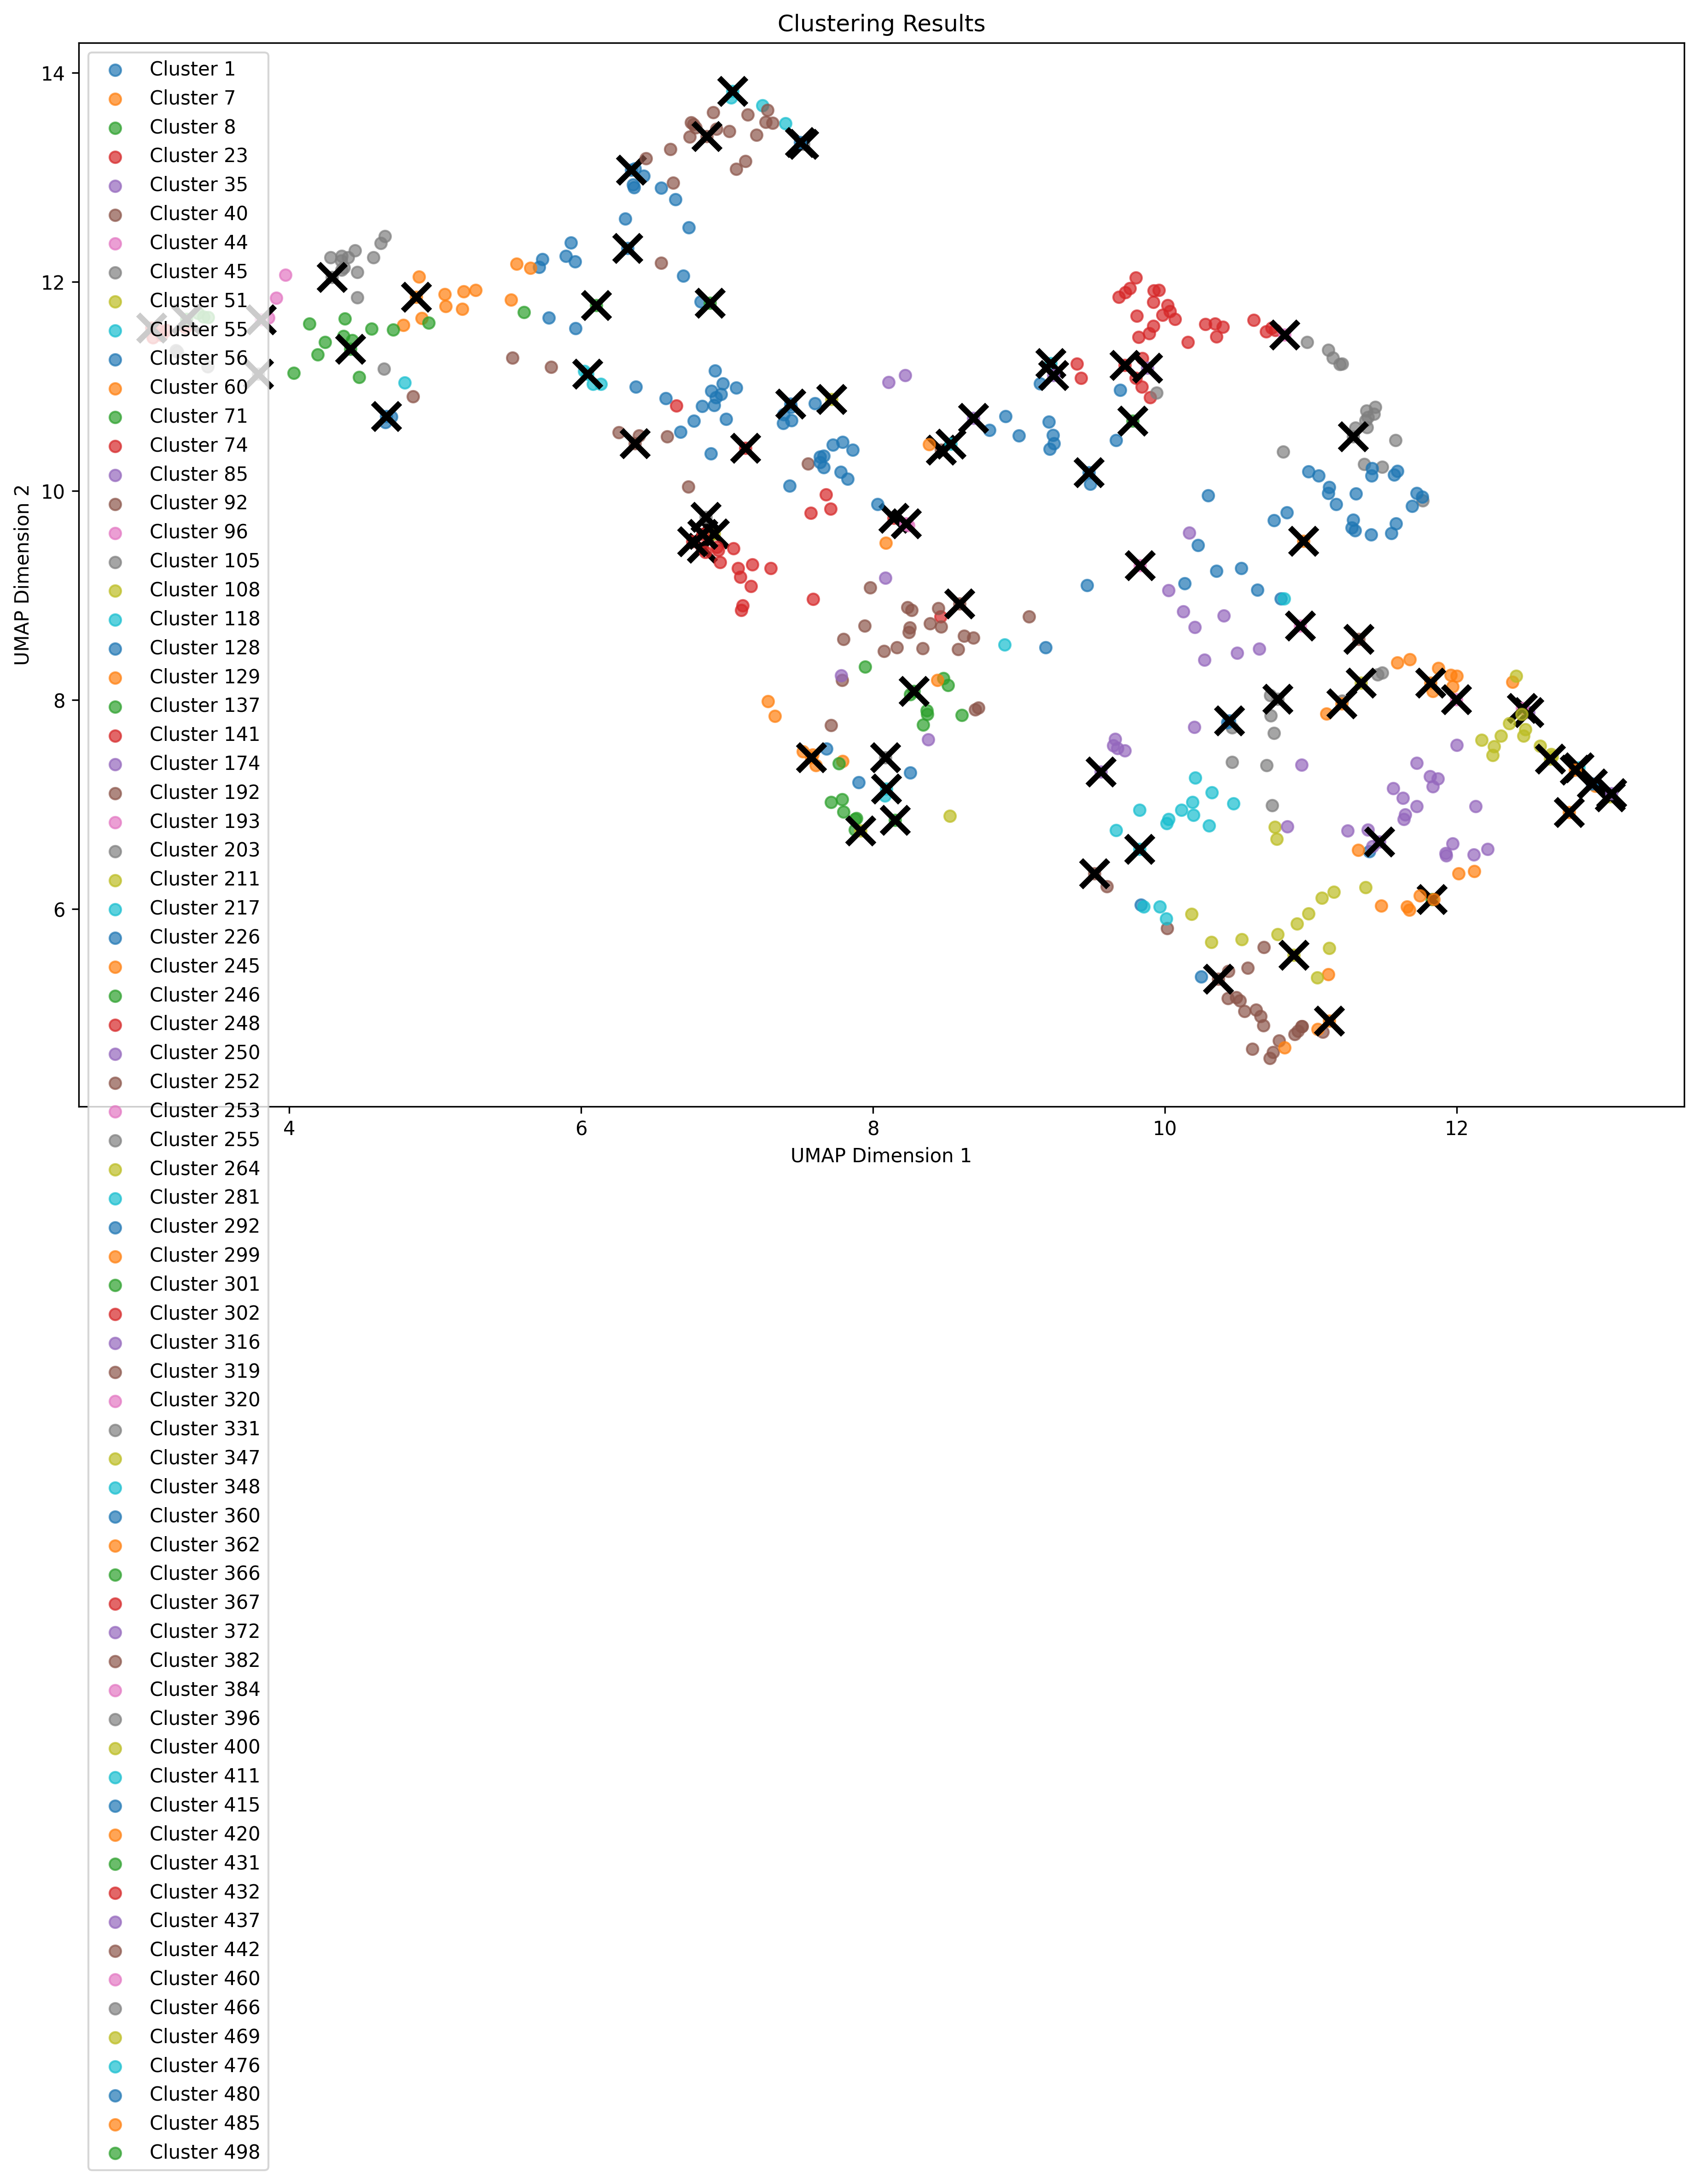 Clustering Results
14
12
10
8
6
UMAP Dimension 2
4
6
8
10
12
UMAP Dimension 1
Cluster 1
Cluster 7
Cluster 8
Cluster 23
Cluster 35
Cluster 40
Cluster 44
Cluster 45
Cluster 51
Cluster 55
Cluster 56
Cluster 60
Cluster 71
Cluster 74
Cluster 85
Cluster 92
Cluster 96
Cluster 105
Cluster 108
Cluster 118
Cluster 128
Cluster 129
Cluster 137
Cluster 141
Cluster 174
Cluster 192
Cluster 193
Cluster 203
Cluster 211
Cluster 217
Cluster 226
Cluster 245
Cluster 246
Cluster 248
Cluster 250
Cluster 252
Cluster 253
Cluster 255
Cluster 264
Cluster 281
Cluster 292
Cluster 299
Cluster 301
Cluster 302
Cluster 316
Cluster 319
Cluster 320
Cluster 331
Cluster 347
Cluster 348
Cluster 360
Cluster 362
Cluster 366
Cluster 367
Cluster 372
Cluster 382
Cluster 384
Cluster 396
Cluster 400
Cluster 411
Cluster 415
Cluster 420
Cluster 431
Cluster 432
Cluster 437
Cluster 442
Cluster 460
Cluster 466
Cluster 469
Cluster 476
Cluster 480
Cluster 485
Cluster 498